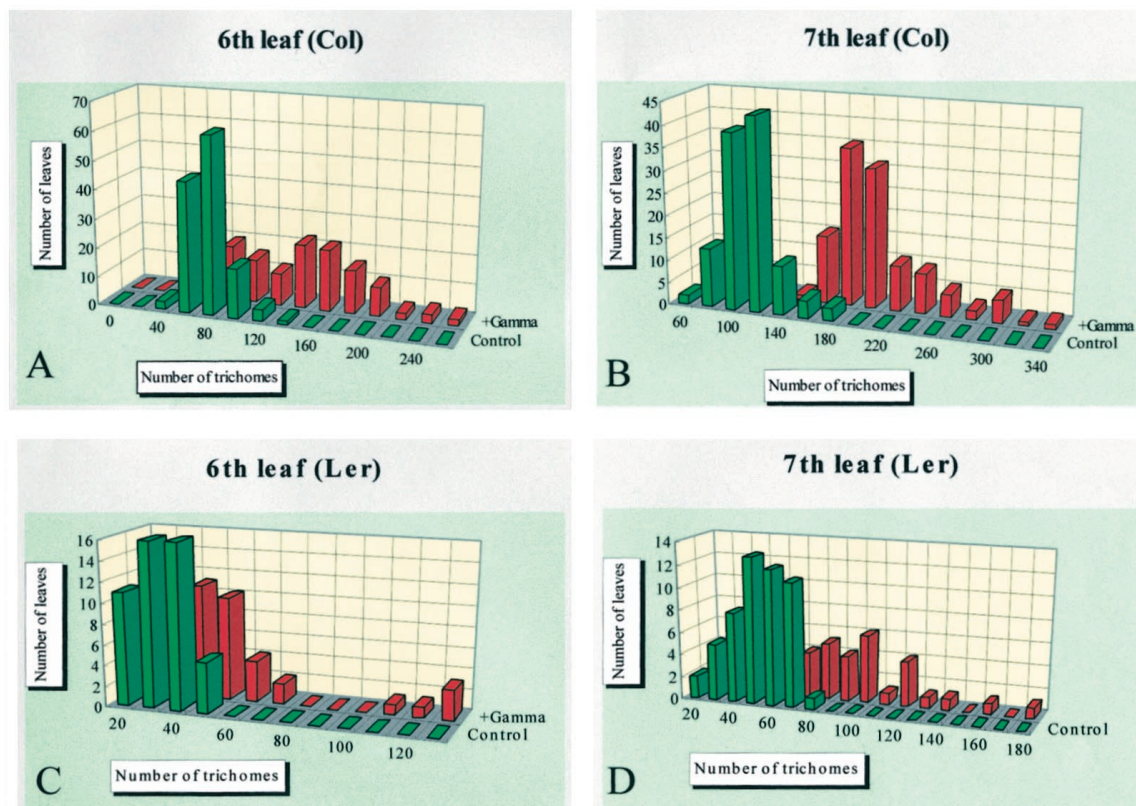 6th leaf (Col)
Number of leaves
70
60
50
40
30
20
10
0
0 40 80 120 160 200 240
+Gamma
Control
Number of trichomes
A
7th leaf (Col)
Number of leaves
45
40
35
30
25
20
15
10
5
0
60 100 140 180 220 260 300 340
+Gamma
Control
Number of trichomes
B
6th leaf (Ler)
Number of leaves
16
14
12
10
8
6
4
2
0
20 40 60 80 100 120
+Gamma
Control
Number of trichomes
C
7th leaf (Ler)
Number of leaves
14
12
10
8
6
4
2
0
20 40 60 80 100 120 140 160 180
Control
Number of trichomes
D